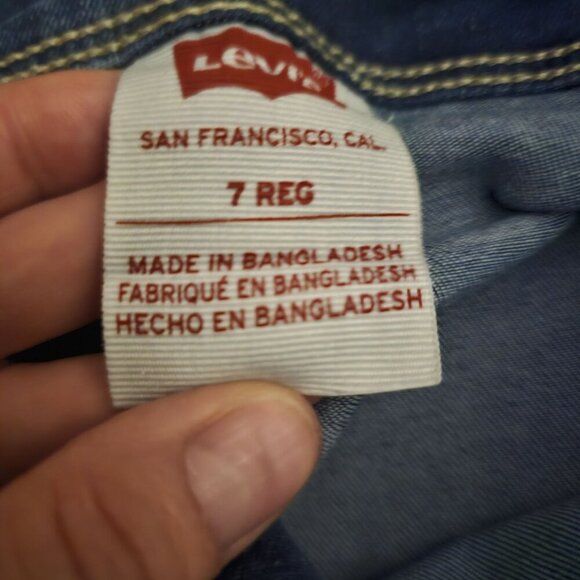 Levi's
SAN FRANCISCO, CAL.
7 REG
MADE IN BANGLADESH
FABRIQUÉ EN BANGLADESH
HECHO EN BANGLADESH